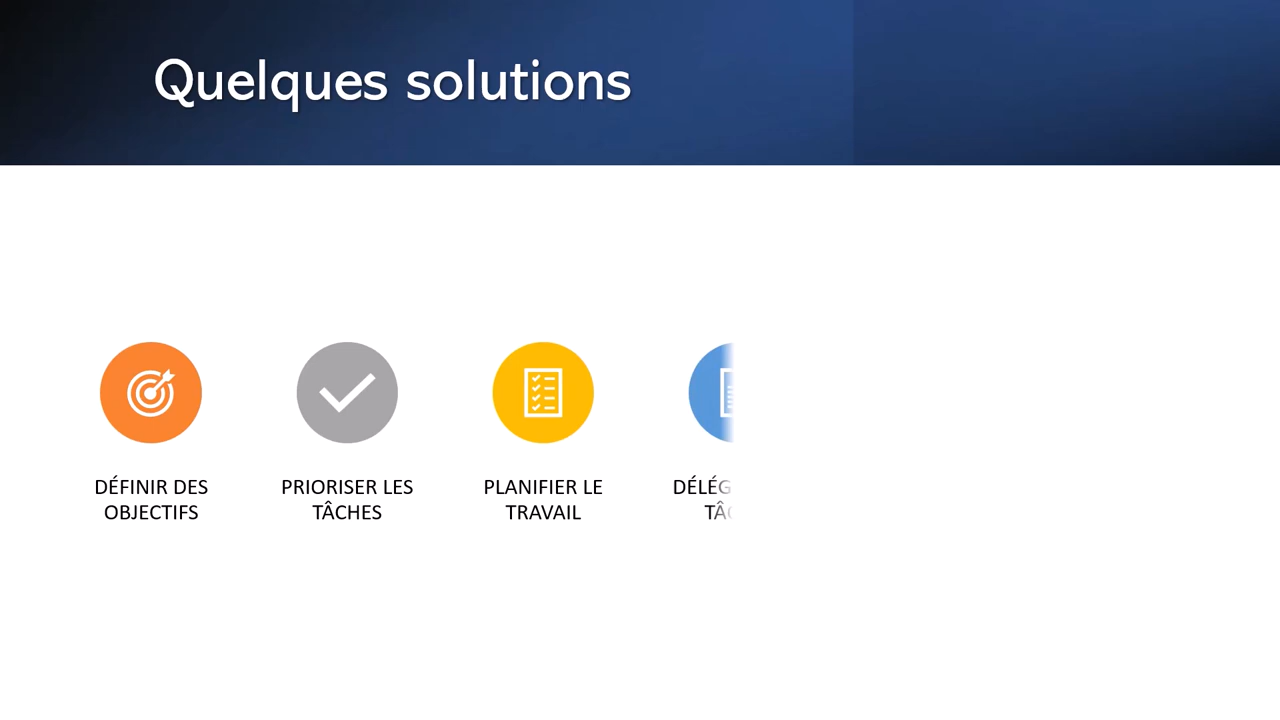 Quelques solutions
DÉFINIR DES
OBJECTIFS
PRIORISER LES
TÂCHES
PLANIFIER LE
TRAVAIL